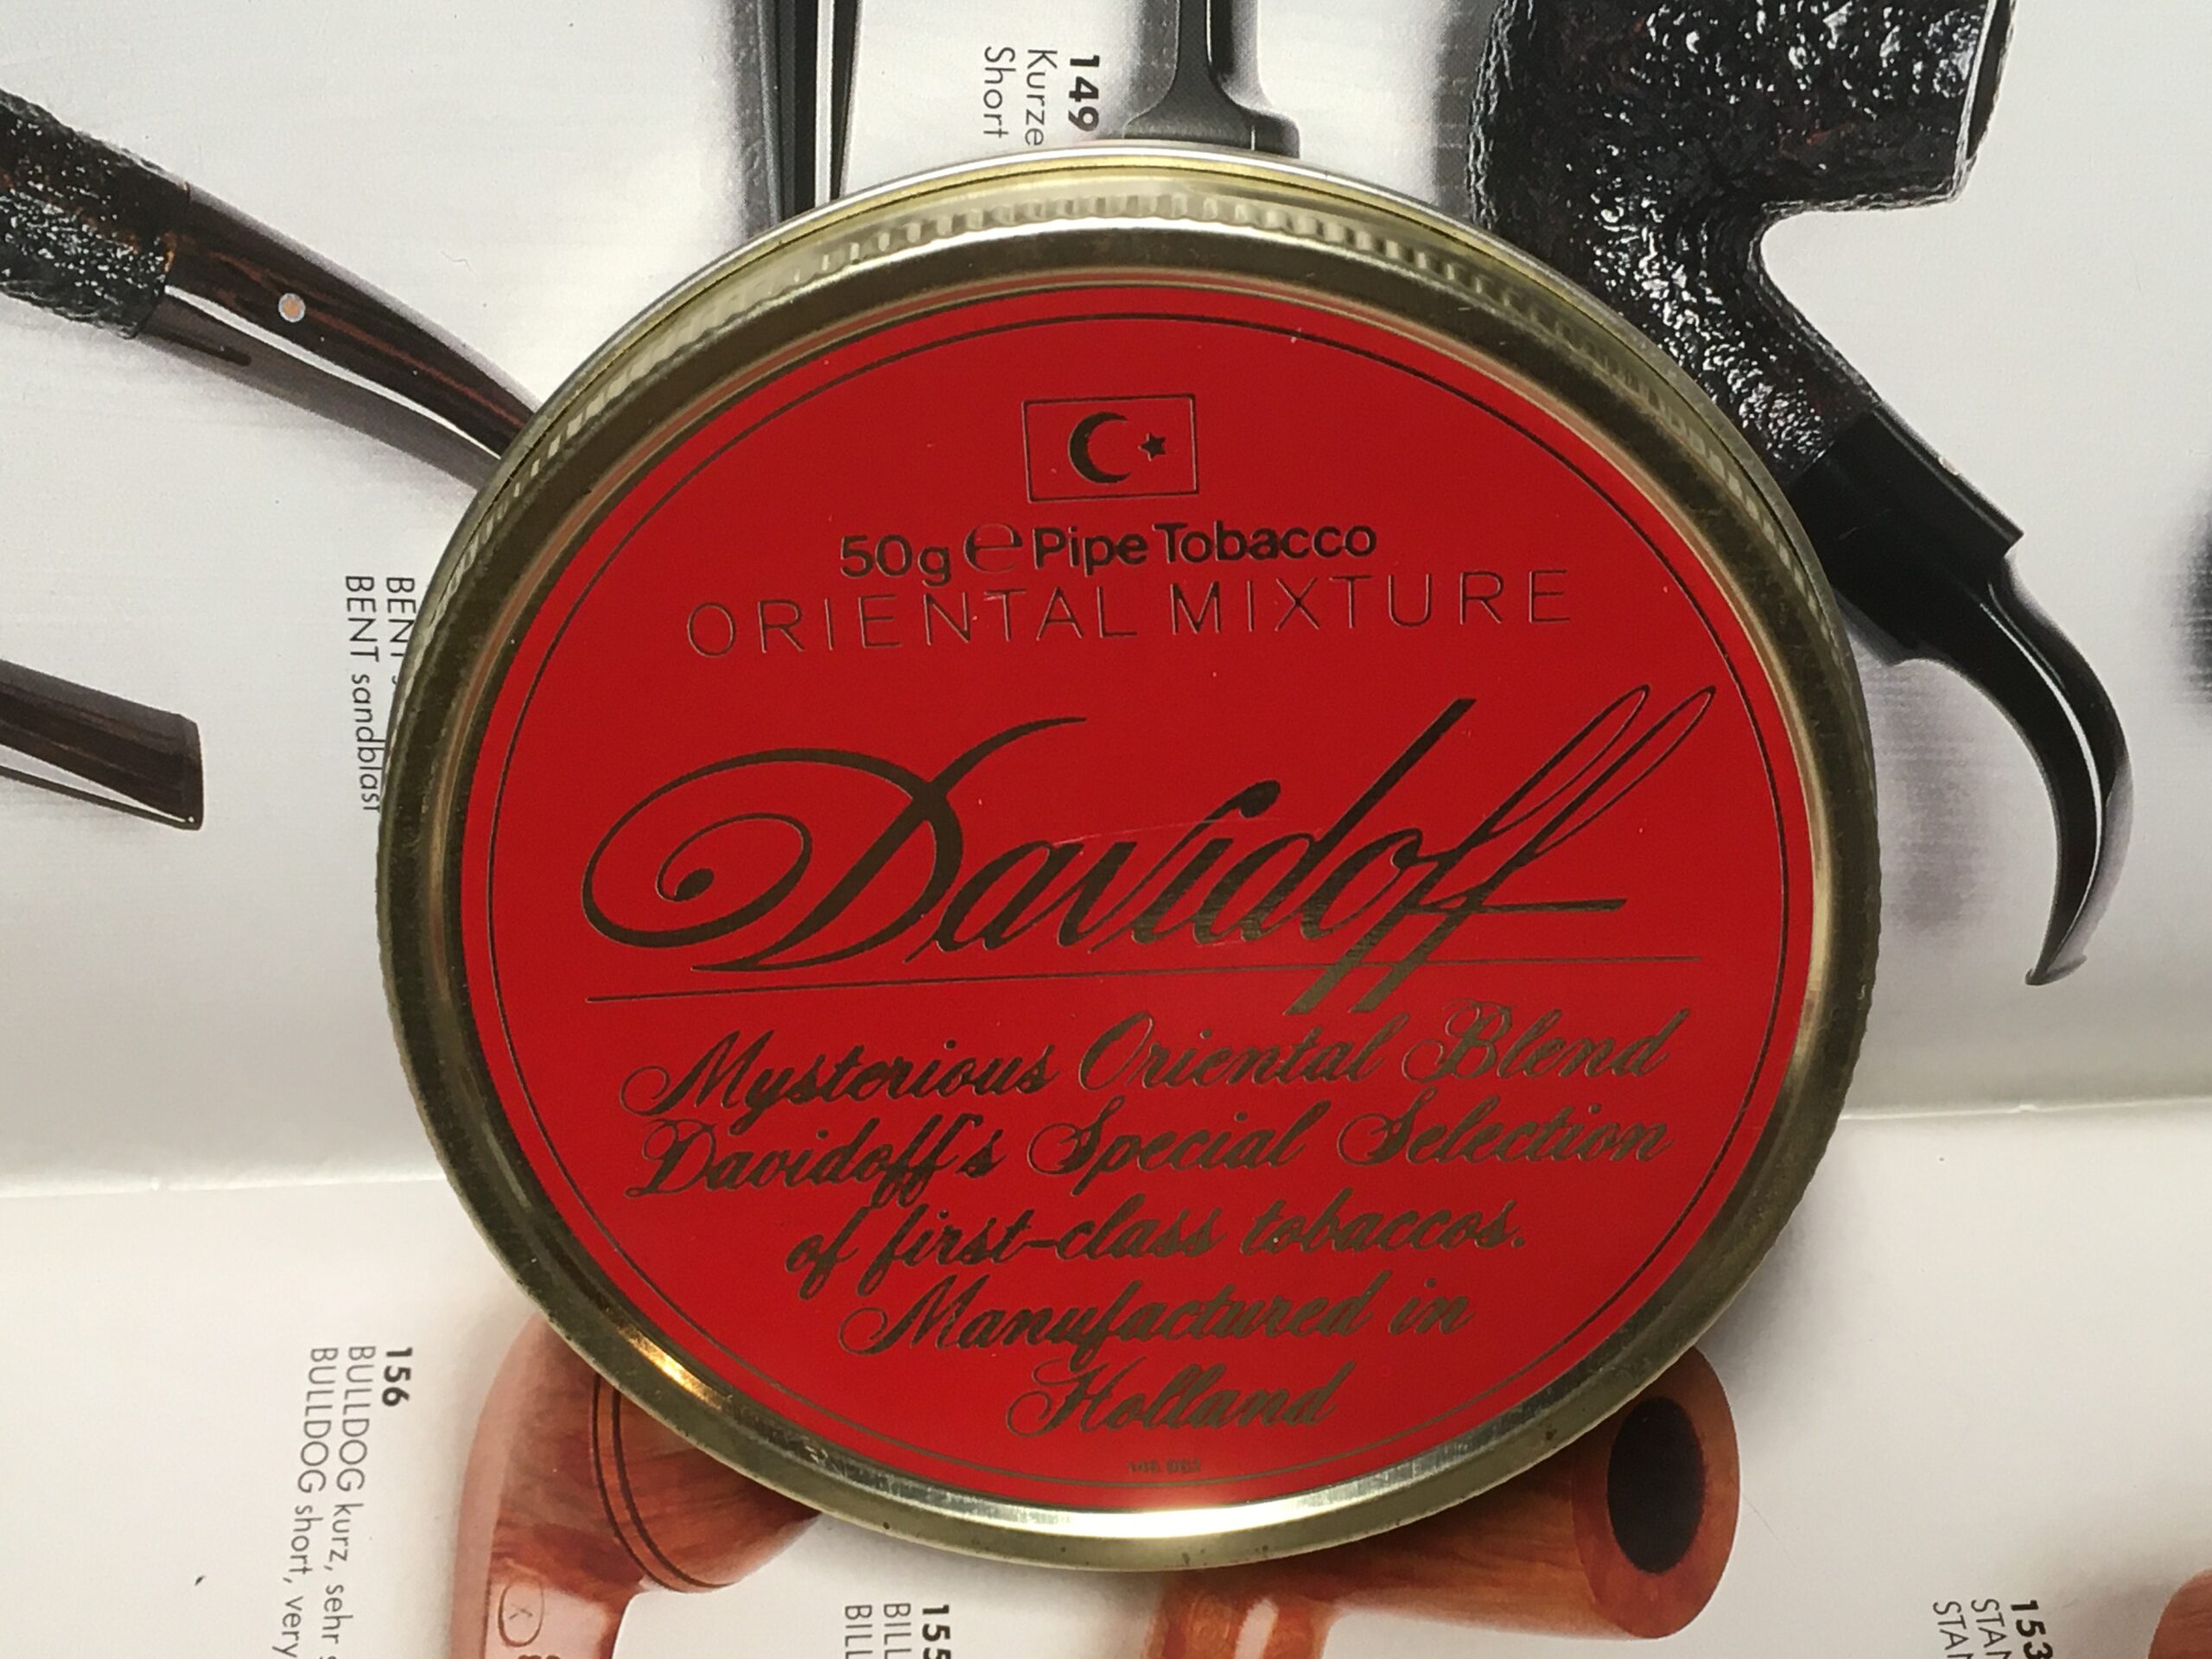 149
Kurze
Short
50g ℮ Pipe Tobacco
ORIENTAL MIXTURE
Davidoff
Mysterious Oriental Blend
Davidoff's Special Selection
of first-class tobaccos.
Manufactured in
Holland
BENT
BENT sandblast
156
BULLDOG kurz, sehr
BULLDOG short, very
155
BILL
BILL
153
STAN
STAN